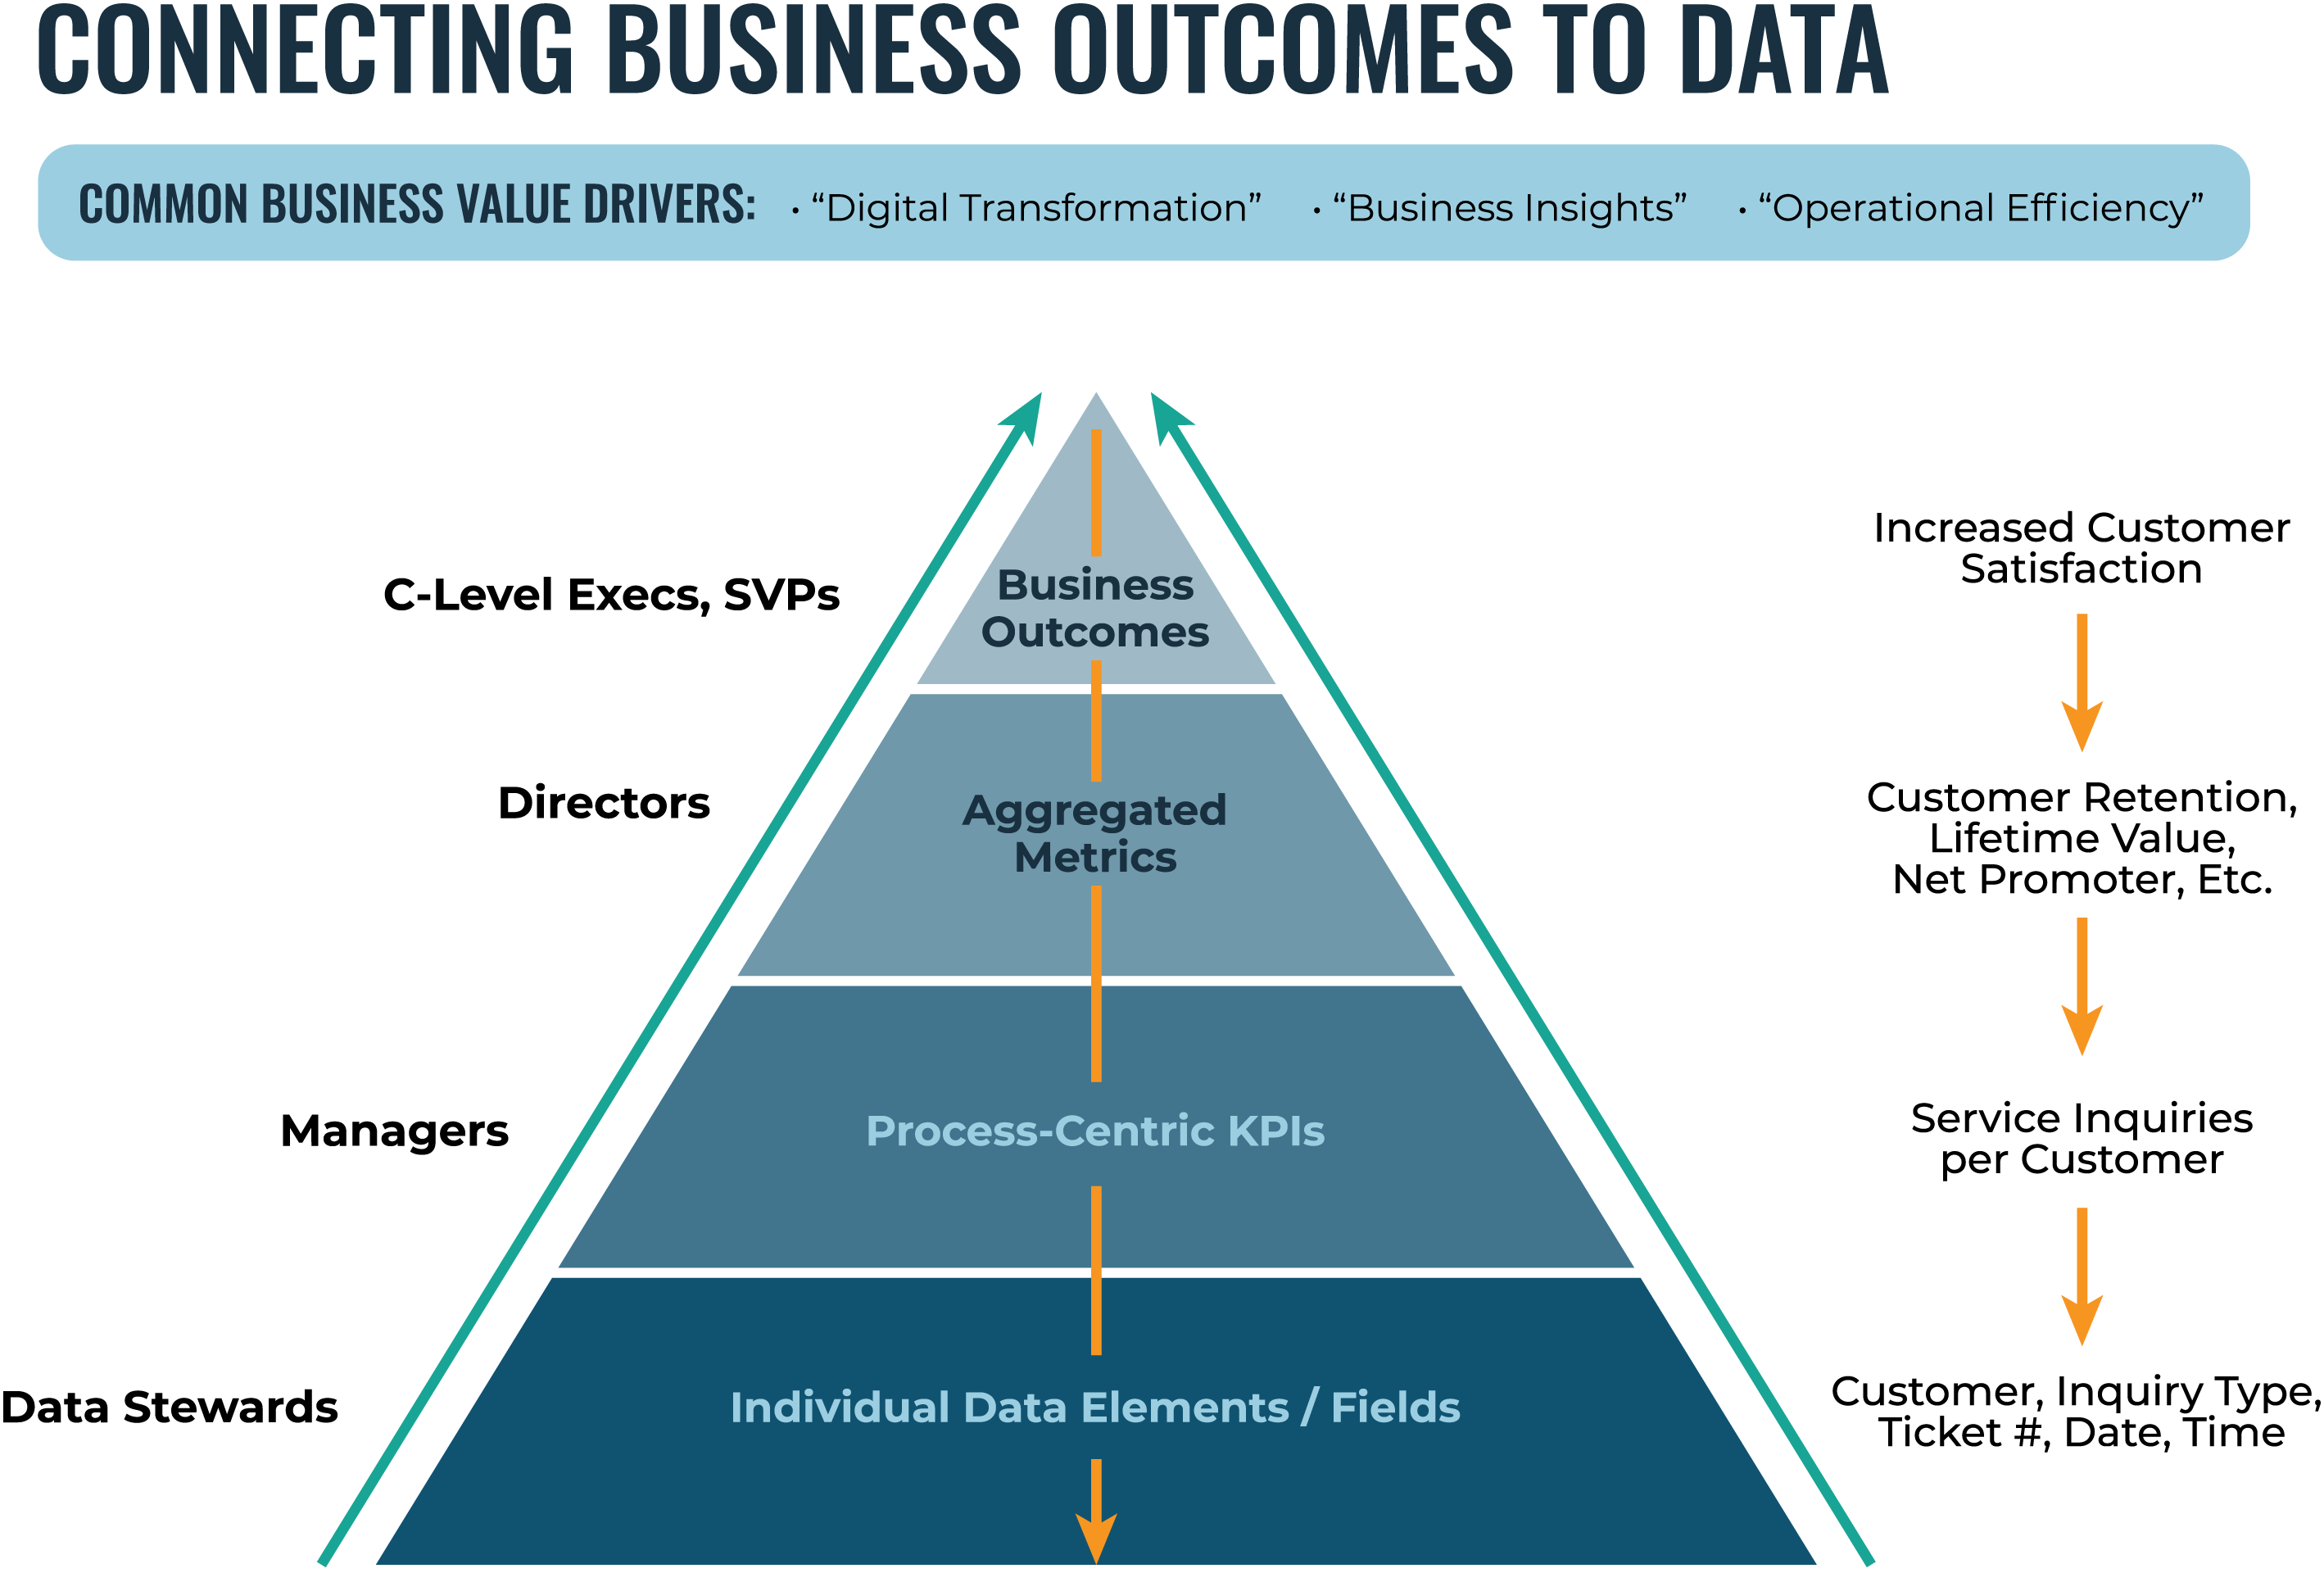 CONNECTING BUSINESS OUTCOMES TO DATA
COMMON BUSINESS VALUE DRIVERS: • “Digital Transformation” • “Business Insights” • “Operational Efficiency”
C-Level Execs, SVPs
Business
Outcomes
Increased Customer
Satisfaction
Directors
Aggregated
Metrics
Customer Retention,
Lifetime Value,
Net Promoter, Etc.
Managers
Process-Centric KPIs
Service Inquiries
per Customer
Data Stewards
Individual Data Elements / Fields
Customer, Inquiry Type,
Ticket #, Date, Time